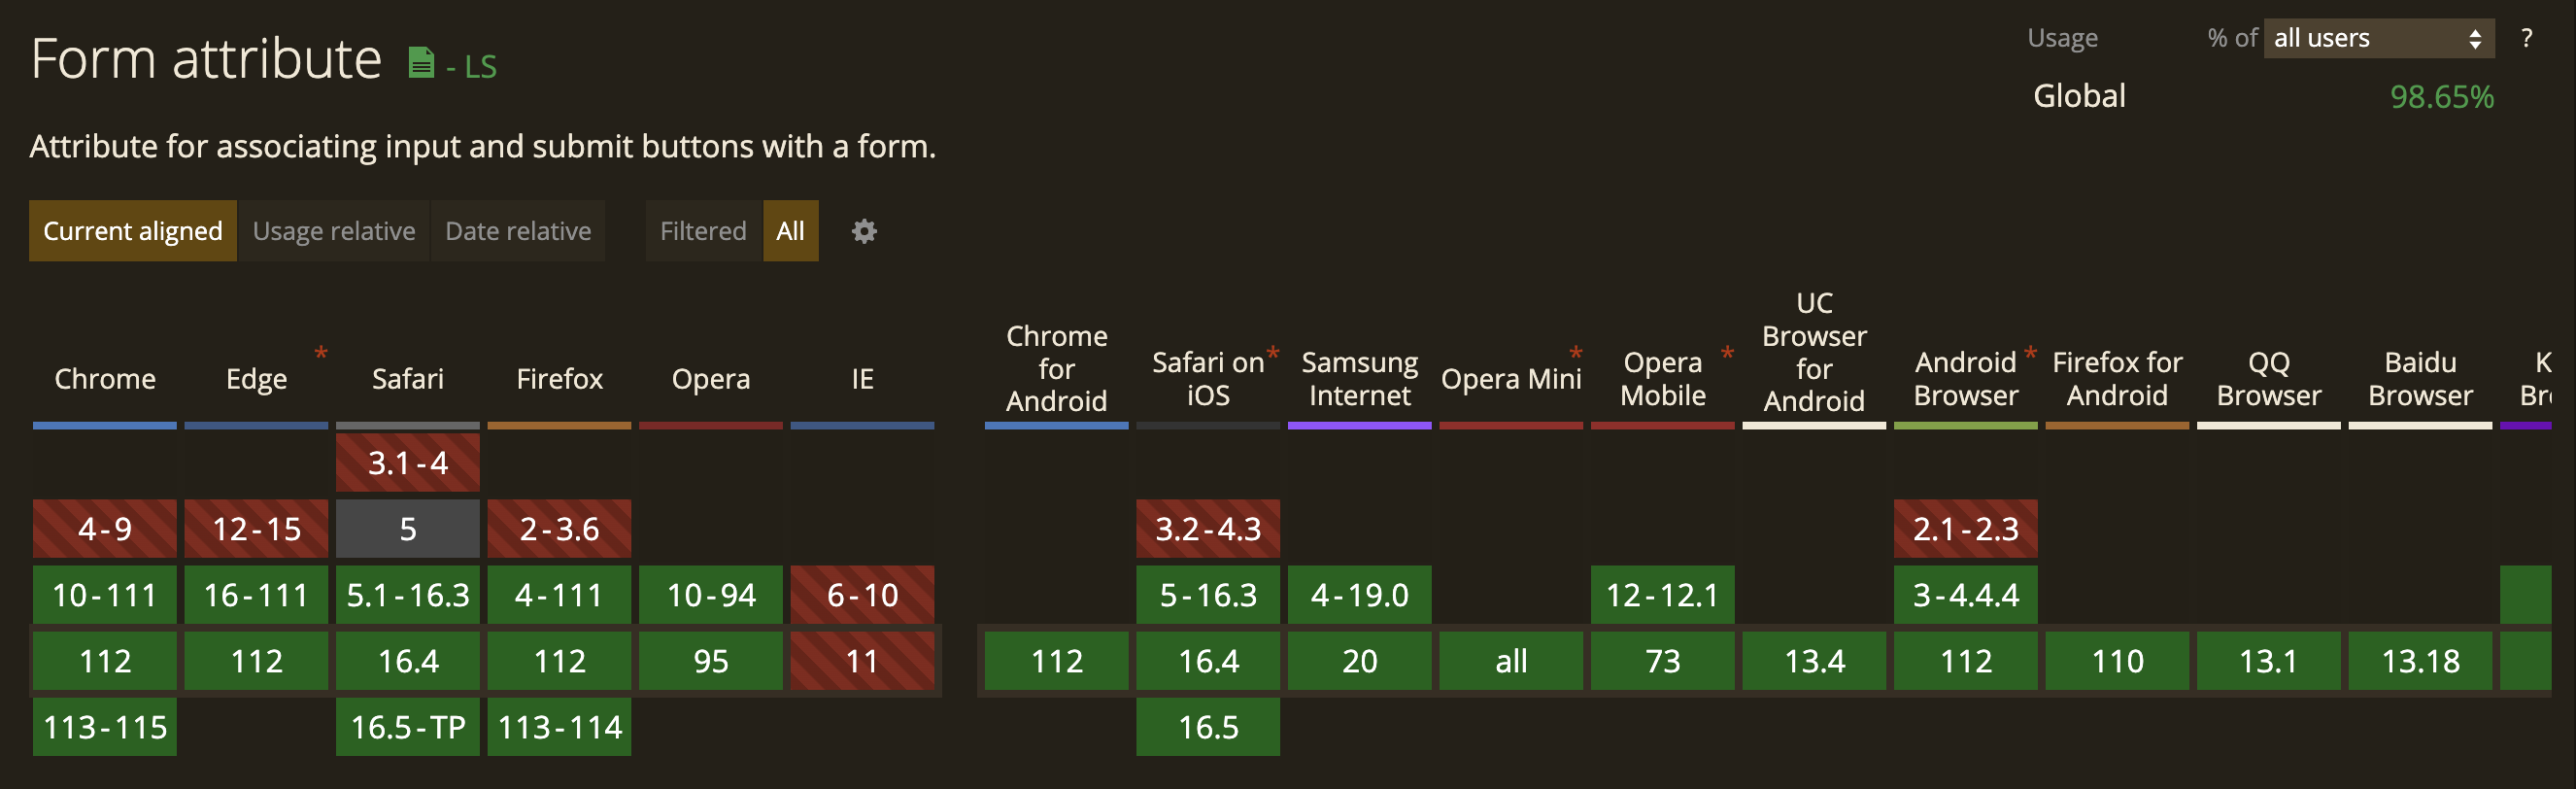 Form attribute - LS
Usage % of all users ?
Global 98.65%
Attribute for associating input and submit buttons with a form.
Current aligned Usage relative Date relative Filtered All
Chrome Edge * Safari Firefox Opera IE Chrome for Android Safari on iOS * Samsung Internet Opera Mini * Opera Mobile * UC Browser for Android Android Browser * Firefox for Android QQ Browser Baidu Browser
3.1-4
4-9 12-15 5 2-3.6 3.2-4.3 2.1-2.3
10-111 16-111 5.1-16.3 4-111 10-94 6-10 5-16.3 4-19.0 12-12.1 3-4.4.4
112 112 16.4 112 95 11 112 16.4 20 all 73 13.4 112 110 13.1 13.18
113-115 16.5-TP 113-114 16.5